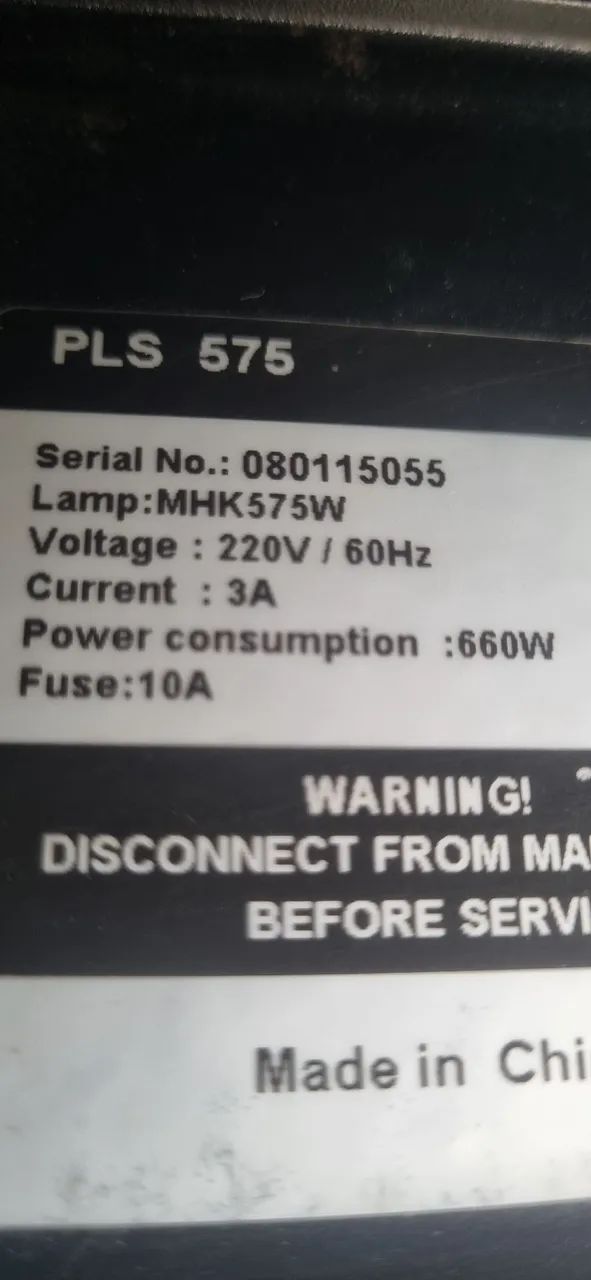 PLS 575
Serial No.: 080115055
Lamp:MHK575W
Voltage : 220V / 60Hz
Current : 3A
Power consumption :660W
Fuse:10A
WARNING!
DISCONNECT FROM
BEFORE
Made in